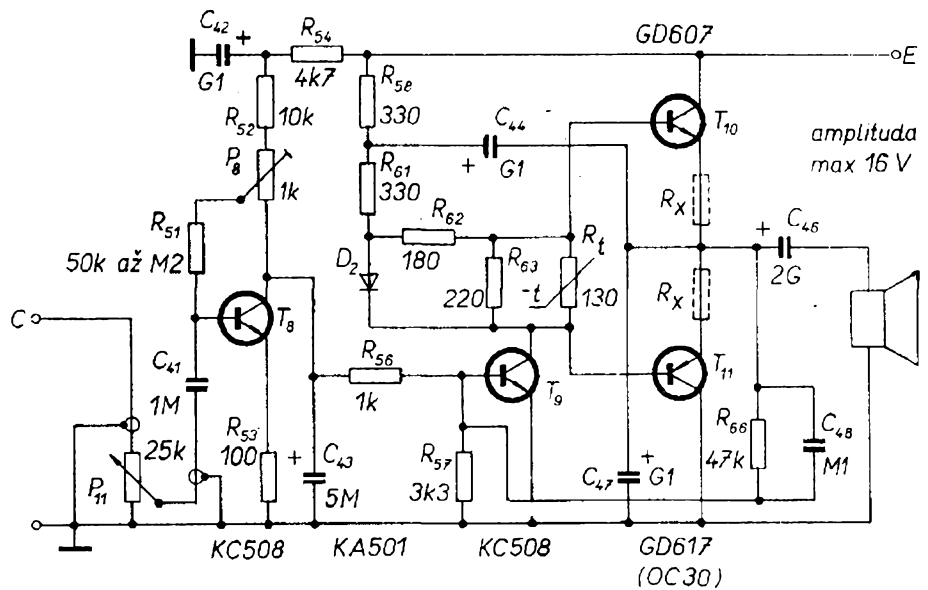 C42
+
G1
R54
4k7
GD607
E
R58
330
R52
10k
P8
1k
C44
+
G1
T10
amplituda
max 16 V
R61
330
R51
50k až M2
R62
180
D2
R63
220
Rt
-t
130
RX
RX
+
C46
2G
C
T8
C41
1M
R56
1k
T9
T11
25k
P11
R53
100
+
C43
5M
R57
3k3
C47
+
G1
R66
47k
C48
M1
KC508
KA501
KC508
GD617
(OC30)